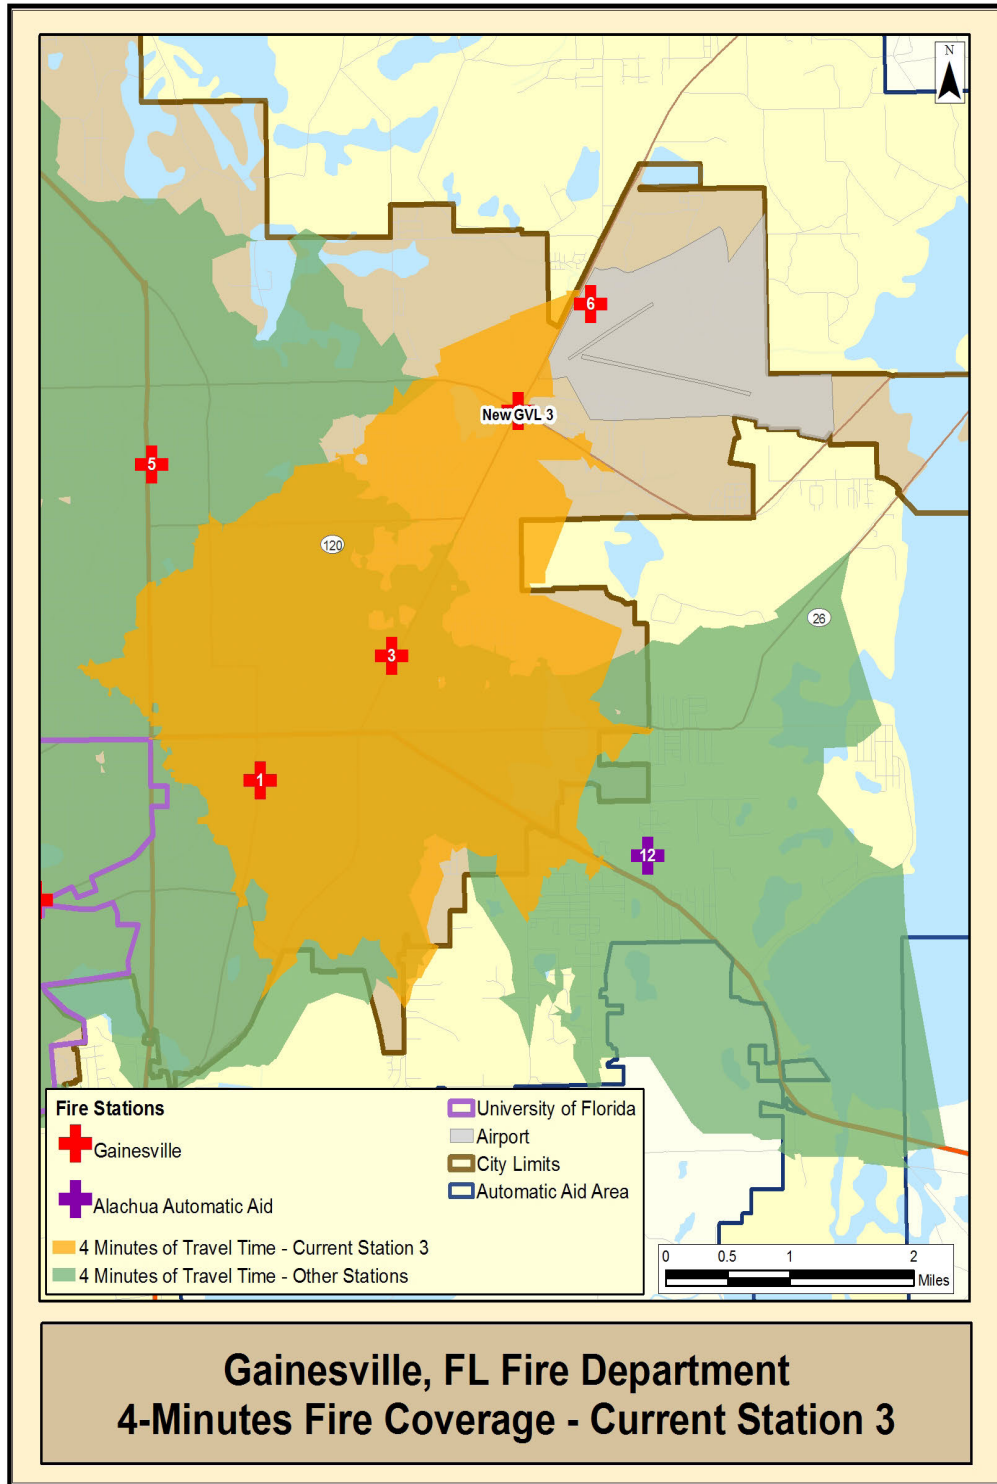 N
6
New GVL 3
5
120
26
3
1
12
Fire Stations
Gainesville
Alachua Automatic Aid
4 Minutes of Travel Time - Current Station 3
4 Minutes of Travel Time - Other Stations
University of Florida
Airport
City Limits
Automatic Aid Area
0 0.5 1 2
Miles
Gainesville, FL Fire Department
4-Minutes Fire Coverage - Current Station 3